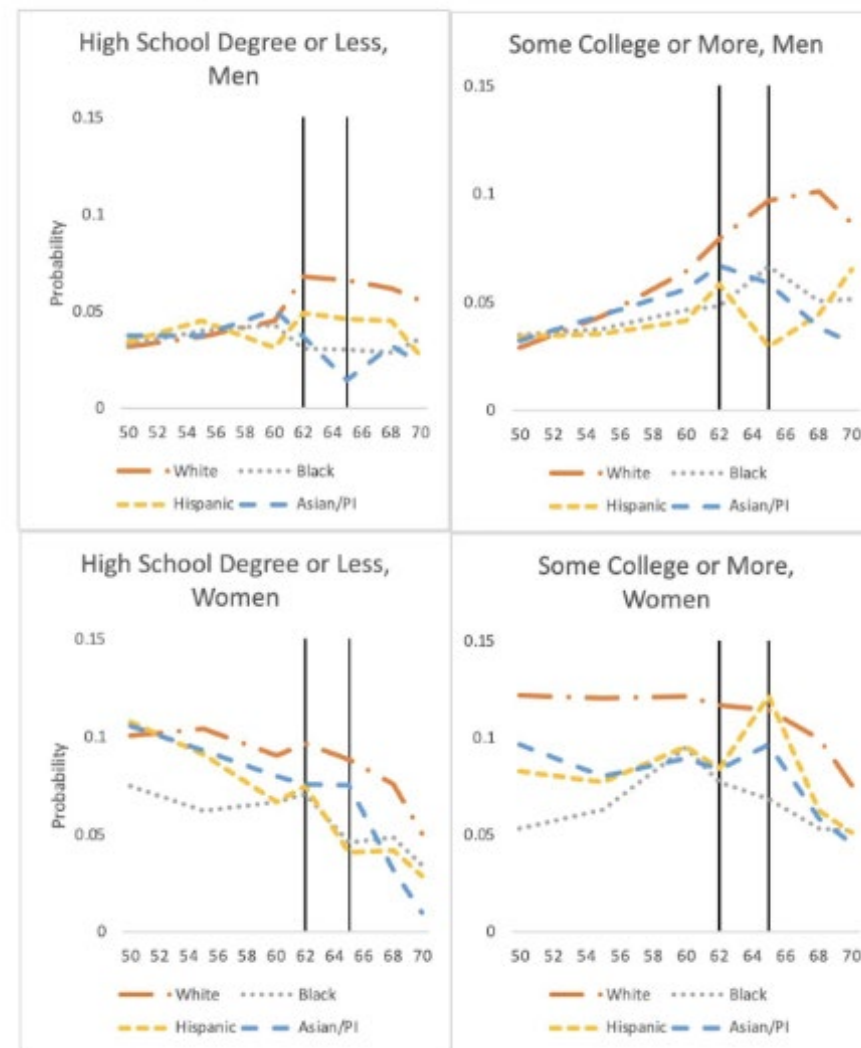 High School Degree or Less,
Men
0.15
0.1
0.05
0
Probability
50 52 54 56 58 60 62 64 66 68 70
White Black
Hispanic Asian/PI
Some College or More, Men
0.15
0.1
0.05
0
50 52 54 56 58 60 62 64 66 68 70
White Black
Hispanic Asian/PI
High School Degree or Less,
Women
0.15
0.1
0.05
0
Probability
50 52 54 56 58 60 62 64 66 68 70
White Black
Hispanic Asian/PI
Some College or More,
Women
0.15
0.1
0.05
0
50 52 54 56 58 60 62 64 66 68 70
White Black
Hispanic Asian/PI